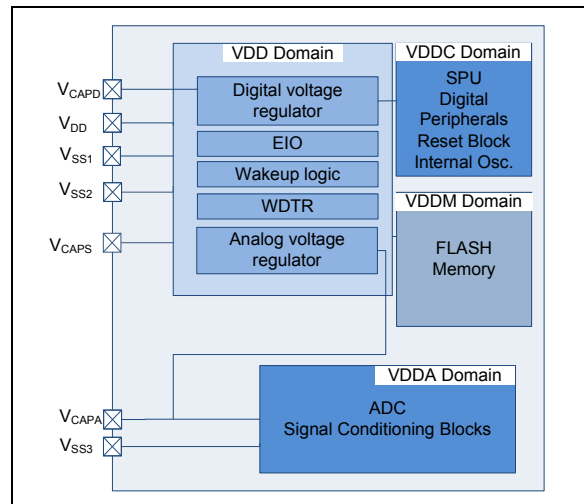 VDD Domain
VDDC Domain
SPU
Digital
Peripherals
Reset Block
Internal Osc.
VCAPD
Digital voltage
regulator
VDD
EIO
VSS1
Wakeup logic
VSS2
WDTR
VDDM Domain
FLASH
Memory
VCAPS
Analog voltage
regulator
VDDA Domain
VCAPA
ADC
Signal Conditioning Blocks
VSS3